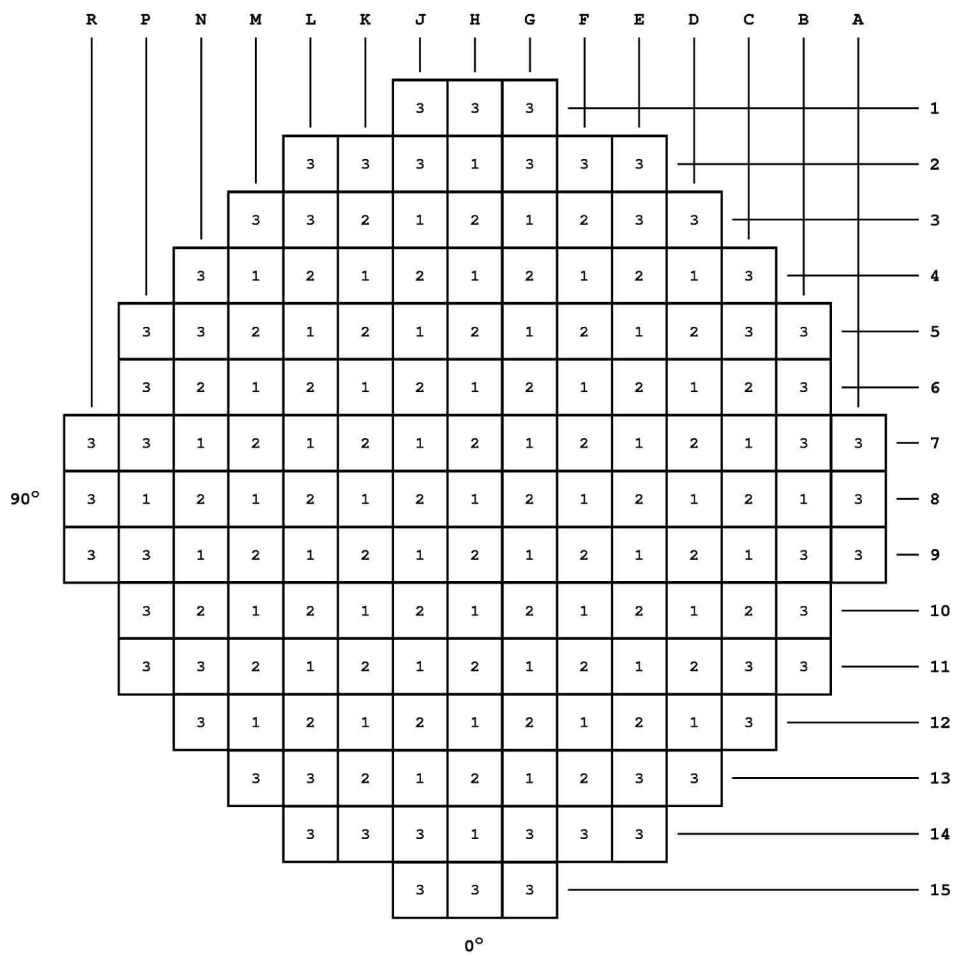 R P N M L K J H G F E D C B A
3 3 3 1
3 3 3 1 3 3 3 2
3 3 2 1 2 1 2 3 3 3
3 1 2 1 2 1 2 1 2 1 3 4
3 3 2 1 2 1 2 1 2 1 2 3 3 5
3 2 1 2 1 2 1 2 1 2 1 2 3 6
3 3 1 2 1 2 1 2 1 2 1 2 1 3 3 7
90° 3 1 2 1 2 1 2 1 2 1 2 1 2 1 3 8
3 3 1 2 1 2 1 2 1 2 1 2 1 3 3 9
3 2 1 2 1 2 1 2 1 2 1 2 3 10
3 3 2 1 2 1 2 1 2 1 2 3 3 11
3 1 2 1 2 1 2 1 2 1 3 12
3 3 2 1 2 1 2 3 3 13
3 3 3 1 3 3 3 14
3 3 3 15
0°